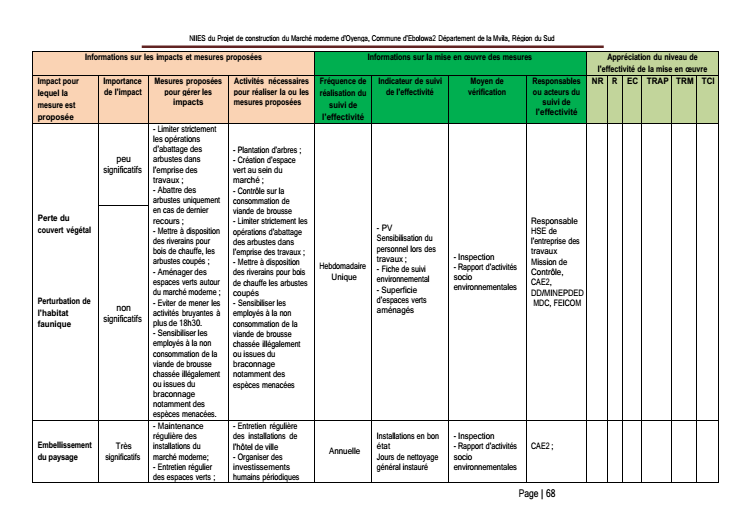 NIIES du Projet de construction du Marché moderne d'Oyenga, Commune d'Ebolowa2 Département de la Mvila, Région du Sud
Informations sur les impacts et mesures proposées
Informations sur la mise en œuvre des mesures
Appréciation du niveau de
l'effectivité de la mise en œuvre
Impact pour
lequel la
mesure est
proposée
Importance
de l'impact
Mesures proposées
pour gérer les
impacts
Activités nécessaires
pour réaliser la ou les
mesures proposées
Fréquence de
réalisation du
suivi de
l'effectivité
Indicateur de suivi
de l'effectivité
Moyen de
vérification
Responsables
ou acteurs du
suivi de
l'effectivité
NR
R
EC
TRAP
TRM
TCI
Perte du
couvert végétal
Perturbation de
l'habitat
faunique
peu
significatifs
non
significatifs
- Limiter strictement
les opérations
d'abattage des
arbustes dans
l'emprise des
travaux ;
- Abattre des
arbustes uniquement
en cas de dernier
recours ;
- Mettre à disposition
des riverains pour
bois de chauffe, les
arbustes coupés ;
- Aménager des
espaces verts autour
du marché moderne ;
- Eviter de mener les
activités bruyantes à
plus de 18h30.
- Sensibiliser les
employés à la non
consommation de la
viande de brousse
chassée illégalement
ou issues du
braconnage
notamment des
espèces menacées.
- Plantation d'arbres ;
- Création d'espace
vert au sein du
marché ;
- Contrôle sur la
consommation de
viande de brousse
- Limiter strictement les
opérations d'abattage
des arbustes dans
l'emprise des travaux ;
- Mettre à disposition
des riverains pour bois
de chauffe les arbustes
coupés
- Sensibiliser les
employés à la non
consommation de la
viande de brousse
chassée illégalement
ou issues du
braconnage
notamment des
espèces menacées
Hebdomadaire
Unique
- PV
Sensibilisation du
personnel lors des
travaux ;
- Fiche de suivi
environnemental
- Superficie
d'espaces verts
aménagés
- Inspection
- Rapport d'activités
socio
environnementales
Responsable
HSE de
l'entreprise des
travaux
Mission de
Contrôle,
CAE2,
DD/MINEPDED
MDC, FEICOM
Embellissement
du paysage
Très
significatifs
- Maintenance
régulière des
installations du
marché moderne;
- Entretien régulier
des espaces verts ;
- Entretien régulière
des installations de
l'hôtel de ville
- Organiser des
investissements
humains périodiques
Annuelle
Installations en bon
état
Jours de nettoyage
général instauré
- Inspection
- Rapport d'activités
socio
environnementales
CAE2 ;
Page | 68